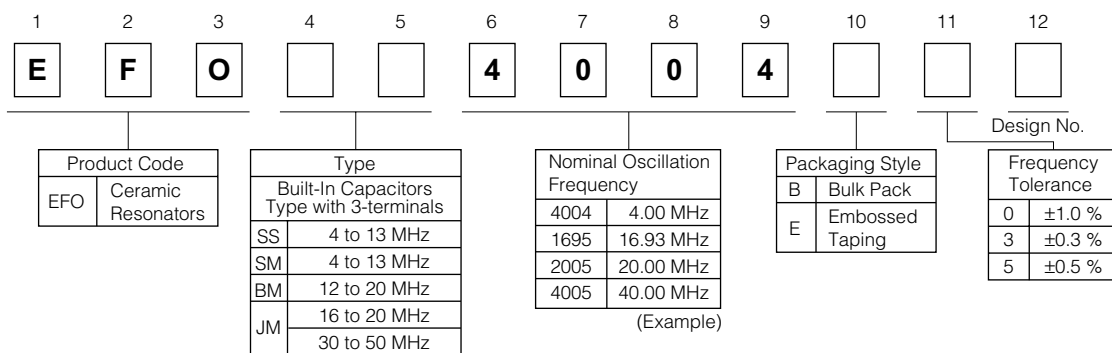 1 2 3 4 5 6 7 8 9 10 11 12
E F O 4 0 0 4
Design No.
Product Code
EFO Ceramic
Resonators
Type
Built-In Capacitors
Type with 3-terminals
SS 4 to 13 MHz
SM 4 to 13 MHz
BM 12 to 20 MHz
JM 16 to 20 MHz
30 to 50 MHz
Nominal Oscillation
Frequency
4004 4.00 MHz
1695 16.93 MHz
2005 20.00 MHz
4005 40.00 MHz
(Example)
Packaging Style
B Bulk Pack
E Embossed
Taping
Frequency
Tolerance
0 ±1.0 %
3 ±0.3 %
5 ±0.5 %